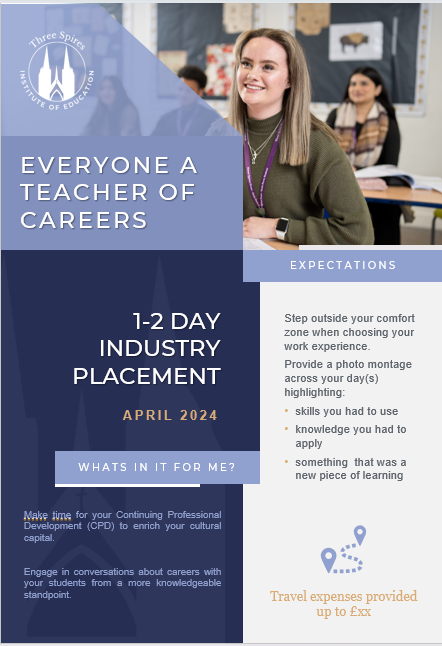 Three Spires
INSTITUTE OF EDUCATION
EVERYONE A
TEACHER OF
CAREERS
EXPECTATIONS
1-2 DAY
INDUSTRY
PLACEMENT
APRIL 2024
WHATS IN IT FOR ME?
Make time for your Continuing Professional
Development (CPD) to enrich your cultural
capital.
Engage in conversations about careers with
your students from a more knowledgeable
standpoint.
Step outside your comfort
zone when choosing your
work experience.
Provide a photo montage
across your day(s)
highlighting:
• skills you had to use
• knowledge you had to
apply
• something  that was a
new piece of learning
Travel expenses provided
up to £xx